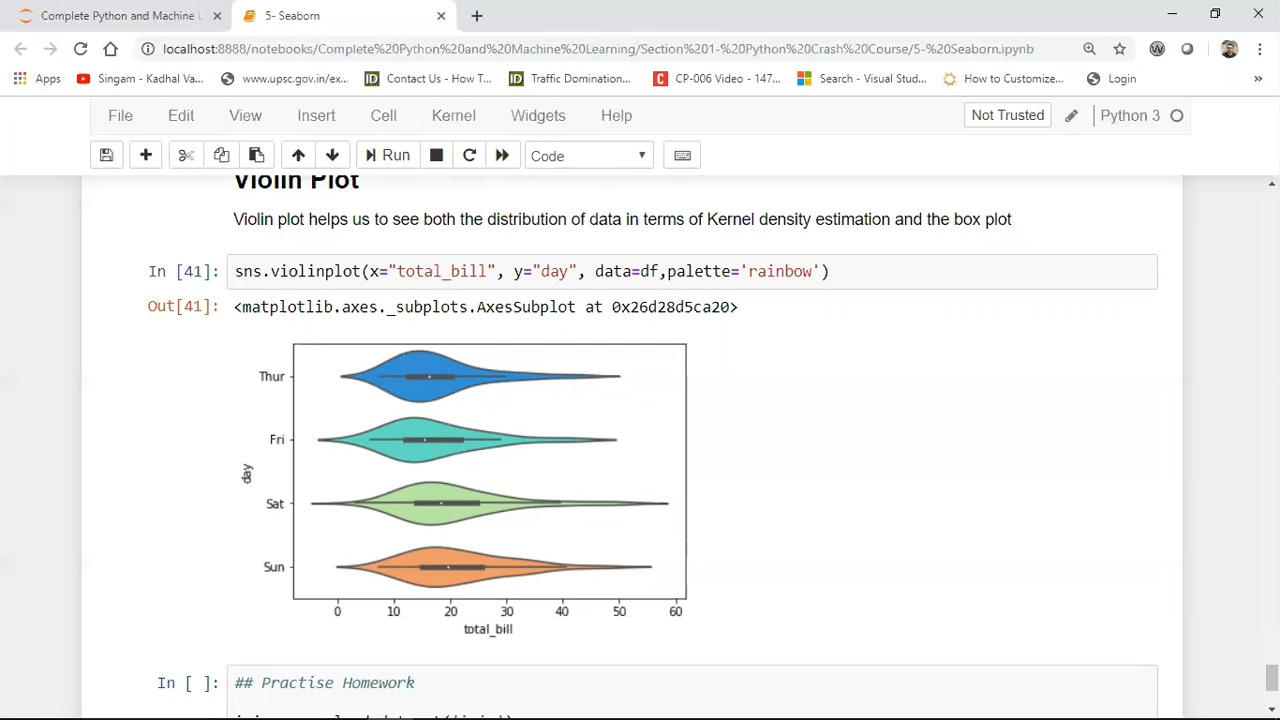 Complete Python and Machine L
5- Seaborn
localhost:8888/notebooks/Complete%20Python%20and%20Machine%20Learning/Section%201-%20Python%20Crash%20Course/5-%20Seaborn.ipynb
Apps Singam - Kadhal Va... www.upsc.gov.in/ex... Contact Us - How T... Traffic Domination... CP-006 Video - 147... Search - Visual Stud... How to Customize... Login »
File Edit View Insert Cell Kernel Widgets Help Not Trusted Python 3
Run Code
Violin Plot
Violin plot helps us to see both the distribution of data in terms of Kernel density estimation and the box plot
In [41]: sns.violinplot(x="total_bill", y="day", data=df,palette='rainbow')
Out[41]: <matplotlib.axes._subplots.AxesSubplot at 0x26d28d5ca20>
Thur
Fri
day
Sat
Sun
0 10 20 30 40 50 60
total_bill
In [ ]: ## Practise Homework